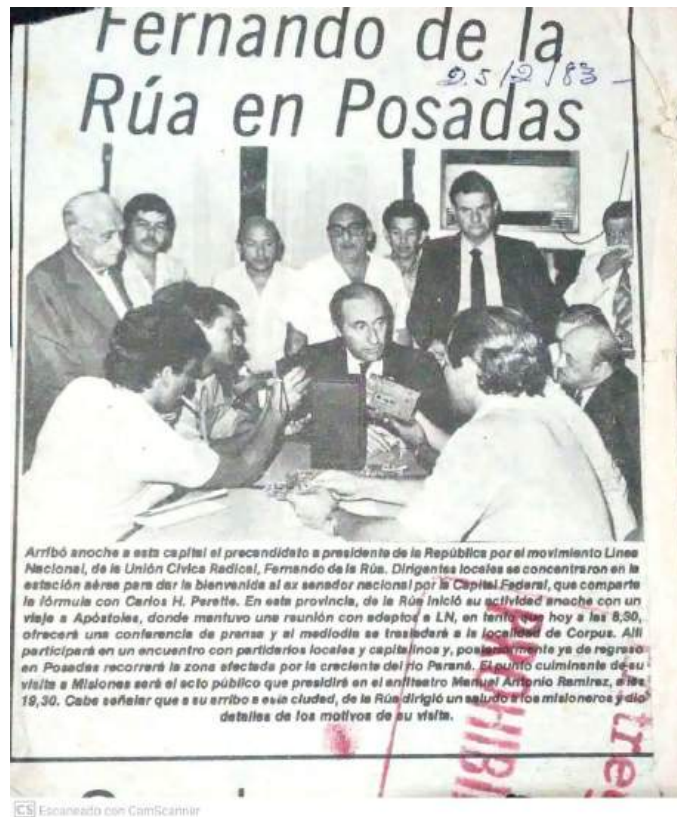 Fernando de la
Rúa en Posadas
25/2/83
Arribó anoche a esta capital el precandidato a presidente de la República por el movimiento Línea
Nacional, de la Unión Cívica Radical, Fernando de la Rúa. Dirigentes locales se concentraron en la
estación aérea para dar la bienvenida al ex senador nacional por la Capital Federal, que comparte
la fórmula con Carlos H. Perette. En esta provincia, de la Rúa inició su actividad anoche con un
viaje a Apóstoles, donde mantuvo una reunión con adeptos a LN, en tanto que hoy a las 8,30,
ofrecerá una conferencia de prensa y al mediodía se trasladará a la localidad de Corpus. Allí
participará en un encuentro con partidarios locales y capitalinos y, posteriormente ya de regreso
en Posadas recorrerá la zona afectada por la creciente del río Paraná. El punto culminante de su
visita a Misiones será el acto público que presidirá en el anfiteatro Manuel Antonio Ramírez, a las
19,30. Cabe señalar que a su arribo a esta ciudad, de la Rúa dirigió un saludo a los misioneros y dio
detalles de los motivos de su visita.
PROHIBI
tre
CS Escaneado con CamScanner